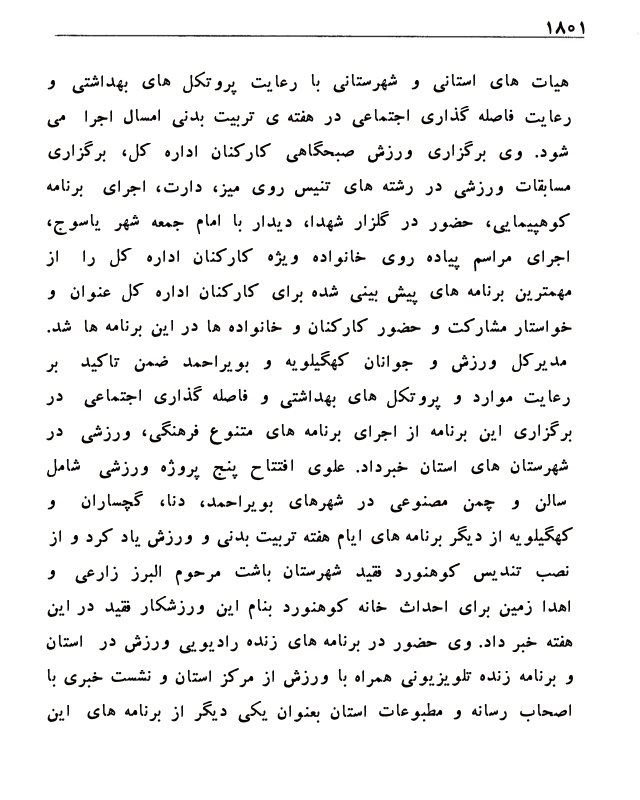 ۱۸۰۱
هیات های استانی و شهرستانی با رعایت پروتکل های بهداشتی و
رعایت فاصله گذاری اجتماعی در هفته ی تربیت بدنی امسال اجرا می
شود. وی برگزاری ورزش صبحگاهی کارکنان اداره کل، برگزاری
مسابقات ورزشی در رشته های تنیس روی میز، دارت، اجرای برنامه
کوهپیمایی، حضور در گلزار شهدا، دیدار با امام جمعه شهر یاسوج،
اجرای مراسم پیاده روی خانواده ویژه کارکنان اداره کل را از
مهمترین برنامه های پیش بینی شده برای کارکنان اداره کل عنوان و
خواستار مشارکت و حضور کارکنان و خانواده ها در این برنامه ها شد.
مدیرکل ورزش و جوانان کهگیلویه و بویراحمد ضمن تاکید بر
رعایت موارد و پروتکل های بهداشتی و فاصله گذاری اجتماعی در
برگزاری این برنامه از اجرای برنامه های متنوع فرهنگی، ورزشی در
شهرستان های استان خبرداد. علوی افتتاح پنج پروژه ورزشی شامل
سالن و چمن مصنوعی در شهرهای بویراحمد، دنا، گچساران و
کهگیلویه از دیگر برنامه های ایام هفته تربیت بدنی و ورزش یاد کرد و از
نصب تندیس کوهنورد فقید شهرستان باشت مرحوم البرز زارعی و
اهدا زمین برای احداث خانه کوهنورد بنام این ورزشکار فقید در این
هفته خبر داد. وی حضور در برنامه های زنده رادیویی ورزش در استان
و برنامه زنده تلویزیونی همراه با ورزش از مرکز استان و نشست خبری با
اصحاب رسانه و مطبوعات استان بعنوان یکی دیگر از برنامه های این